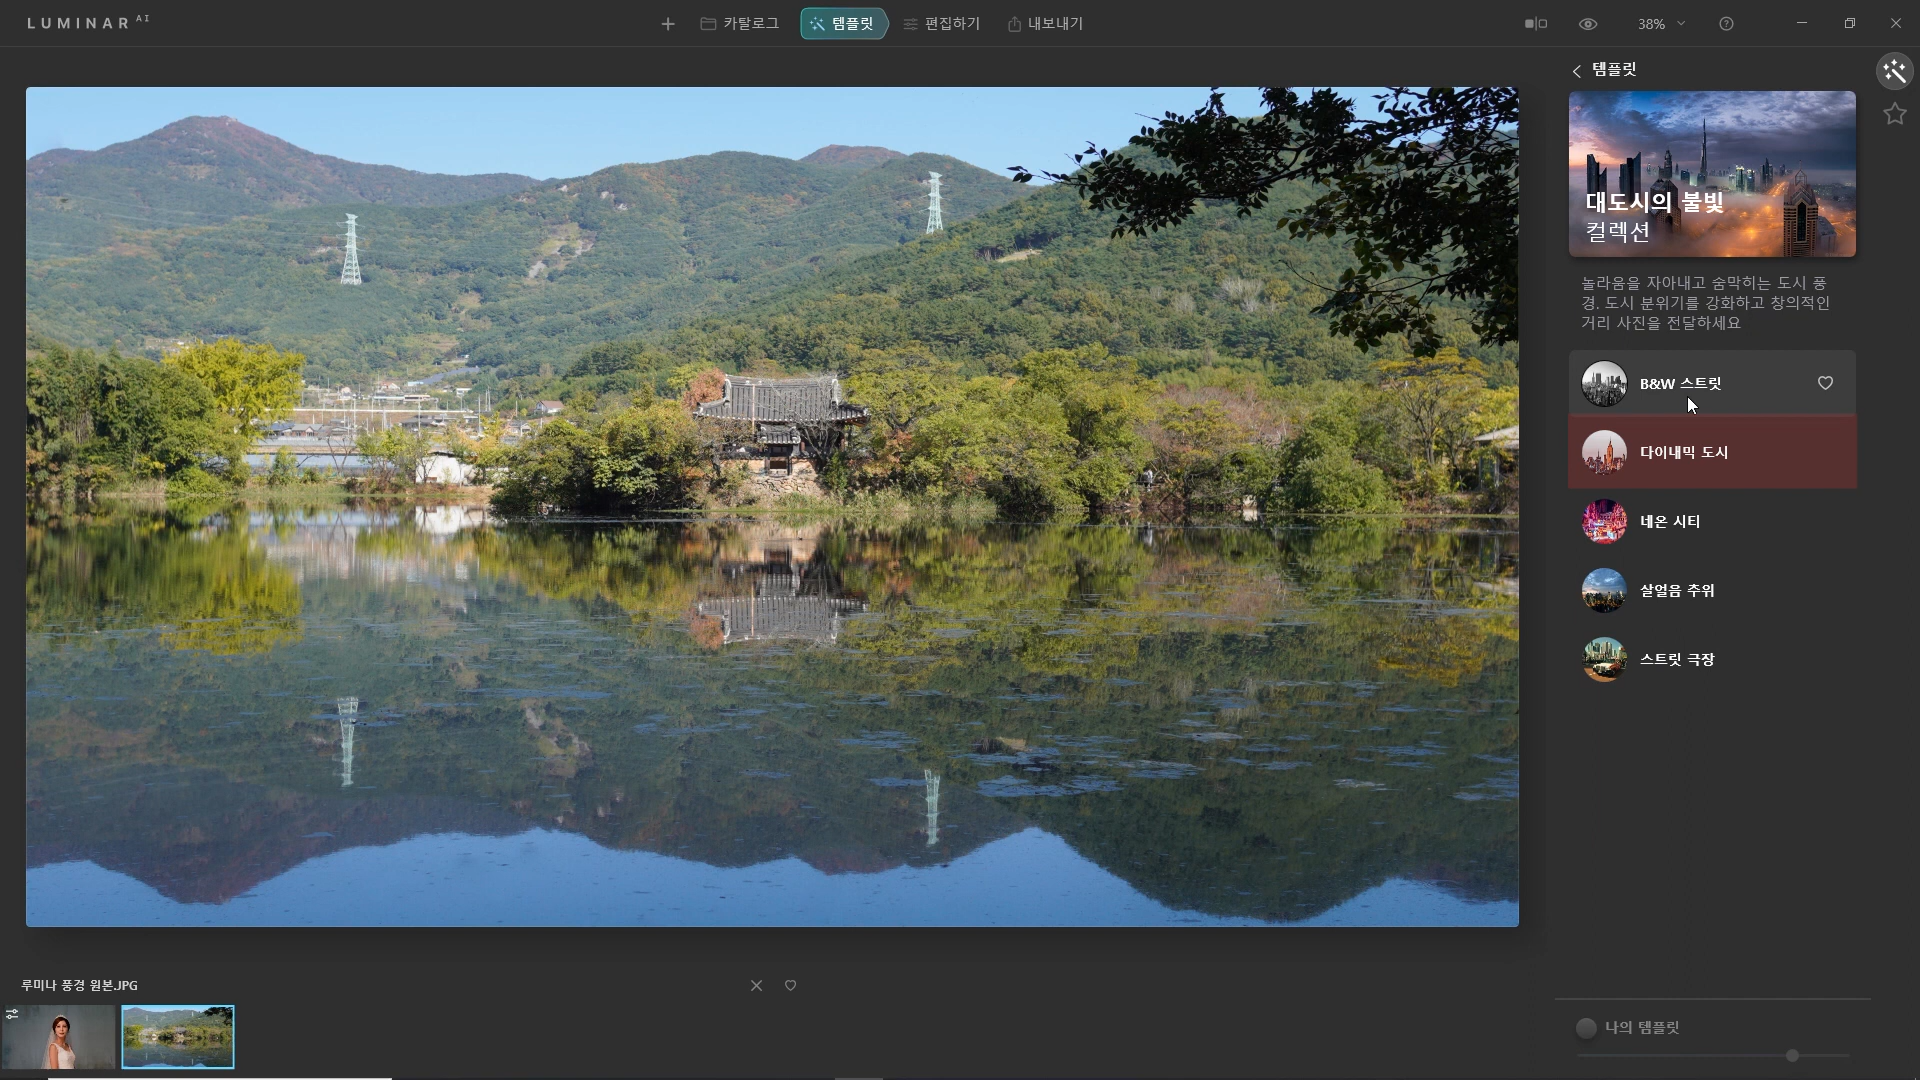 LUMINAR AI
카탈로그
템플릿
편집하기
내보내기
38%
템플릿
대도시의 불빛
컬렉션
놀라움을 자아내고 숨막히는 도시 풍
경. 도시 분위기를 강화하고 창의적인
거리 사진을 전달하세요
B&W 스트릿
다이내믹 도시
네온 시티
살얼음 추위
스트릿 극장
루미나 풍경 원본.JPG
나의 템플릿